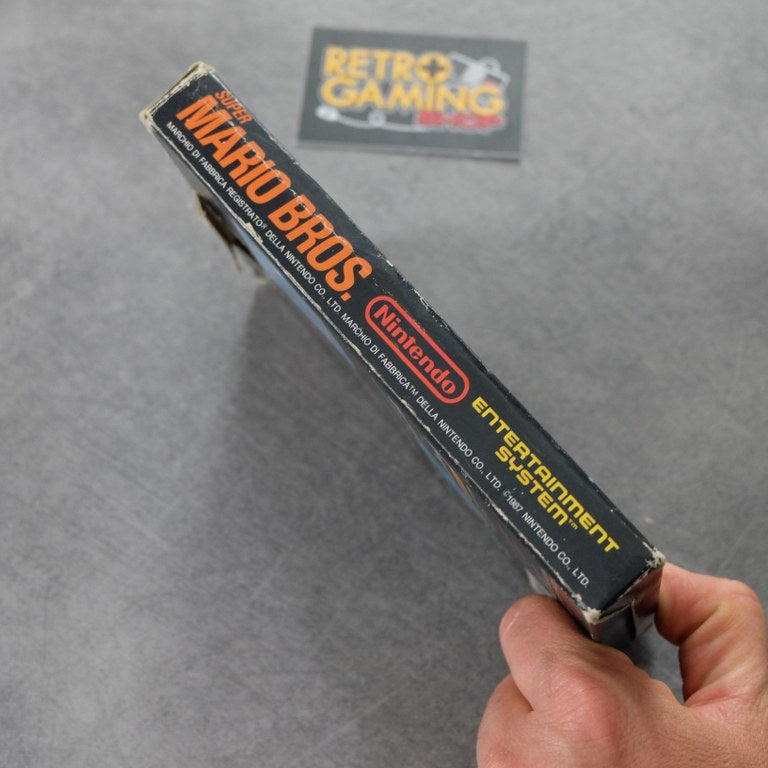 RETRO
GAMING
SHOP
SUPER
MARIO BROS.
Nintendo
ENTERTAINMENT
SYSTEM™
MARCHIO DI FABBRICA REGISTRATO® DELLA NINTENDO CO., LTD. MARCHIO DI FABBRICA™ DELLA NINTENDO CO., LTD. ©1987 NINTENDO CO., LTD.